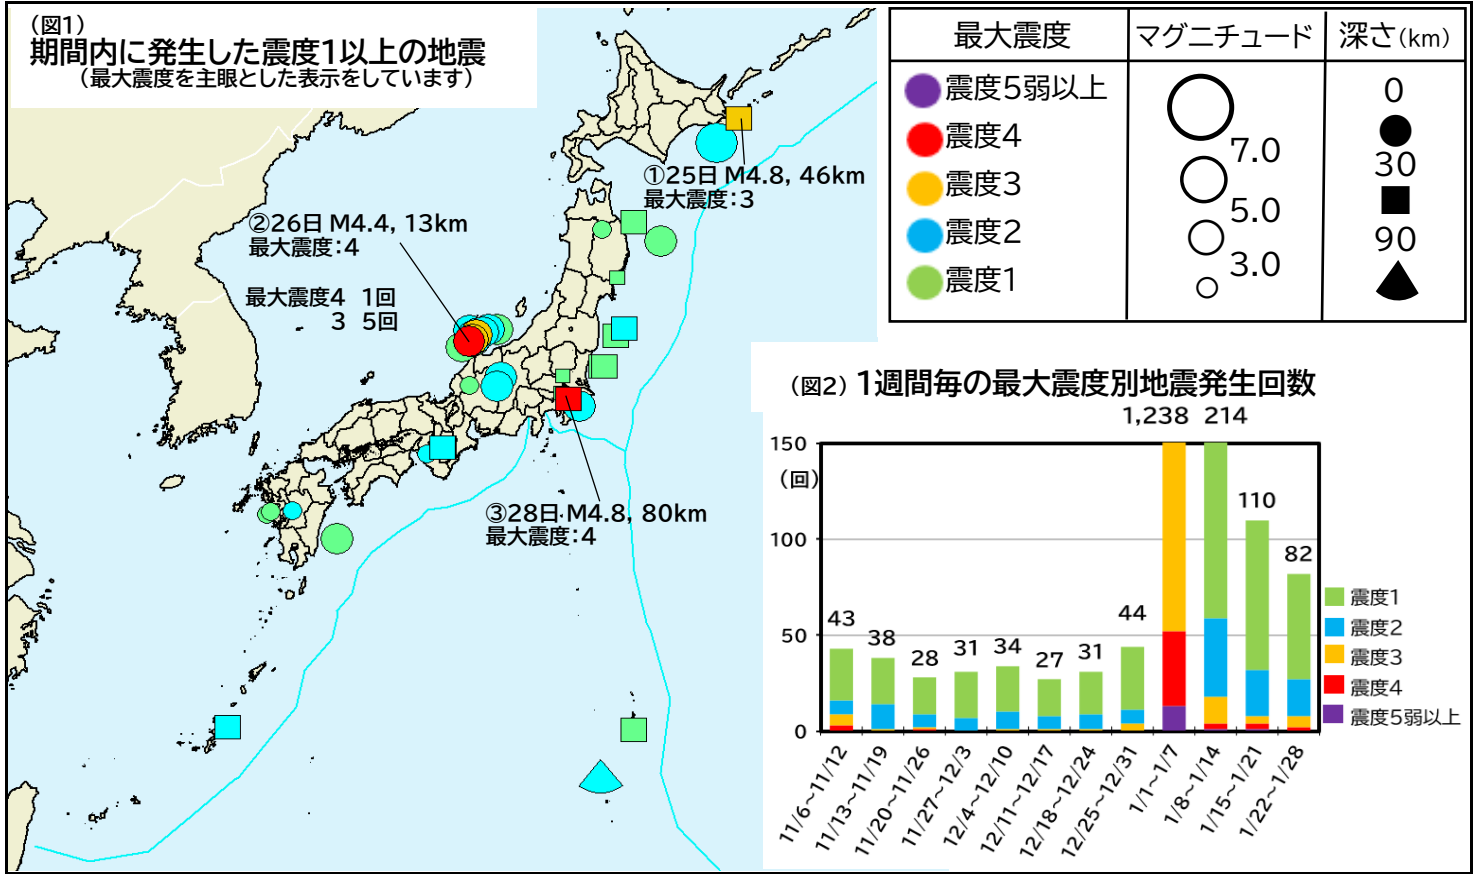 （図1）
期間内に発生した震度1以上の地震
（最大震度を主眼とした表示をしています）
①25日 M4.8, 46km
最大震度：3
②26日 M4.4, 13km
最大震度：4
最大震度4 1回
3 5回
③28日 M4.8, 80km
最大震度：4
最大震度
マグニチュード
深さ（km）
震度5弱以上
震度4
震度3
震度2
震度1
7.0
5.0
3.0
0
30
90
（図2）１週間毎の最大震度別地震発生回数
1,238 214
150
（回）
100
50
0
43
38
28
31
34
27
31
44
110
82
11/6～11/12
11/13～11/19
11/20～11/26
11/27～12/3
12/4～12/10
12/11～12/17
12/18～12/24
12/25～12/31
1/1～1/7
1/8～1/14
1/15～1/21
1/22～1/28
震度1
震度2
震度3
震度4
震度5弱以上